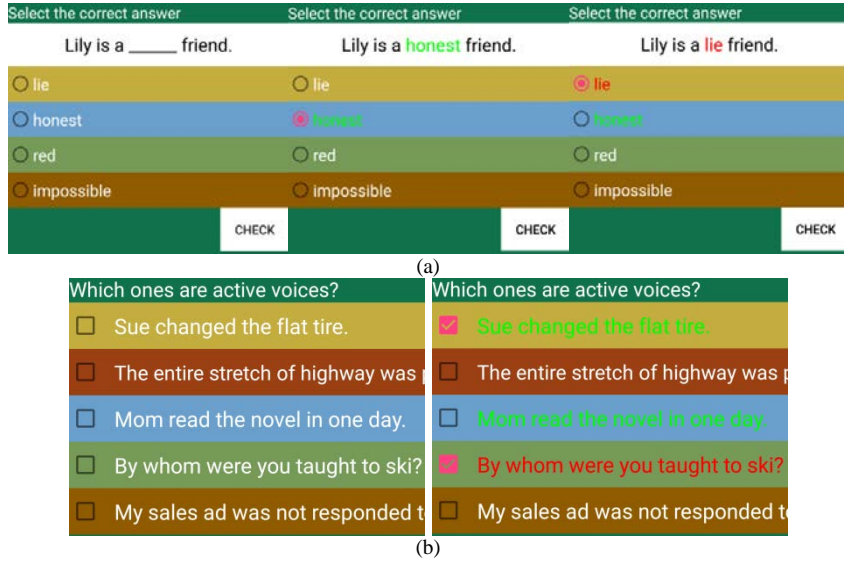 Select the correct answer
Lily is a _____ friend.
lie
honest
red
impossible
CHECK
Select the correct answer
Lily is a honest friend.
lie
honest
red
impossible
CHECK
Select the correct answer
Lily is a lie friend.
lie
honest
red
impossible
CHECK
(a)
Which ones are active voices?
Sue changed the flat tire.
The entire stretch of highway was p
Mom read the novel in one day.
By whom were you taught to ski?
My sales ad was not responded t
Which ones are active voices?
Sue changed the flat tire.
The entire stretch of highway was p
Mom read the novel in one day.
By whom were you taught to ski?
My sales ad was not responded t
(b)